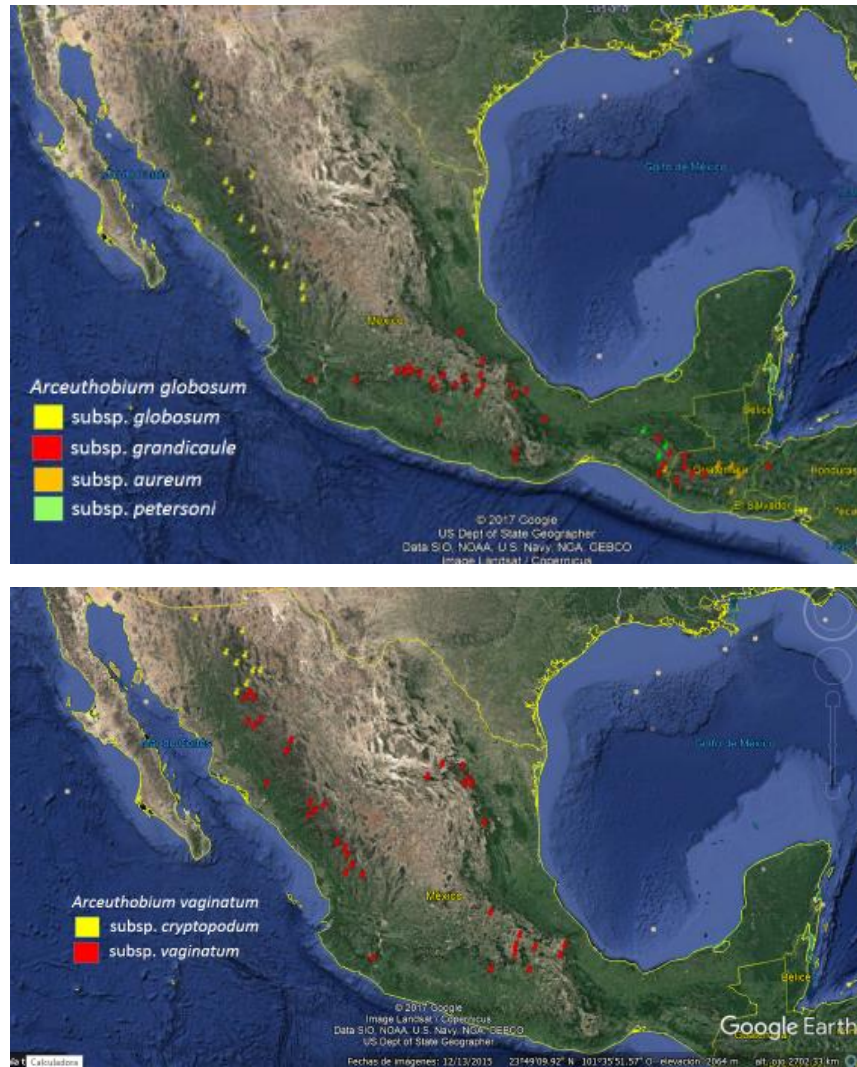 Golfo de México
México
Belice
Guatemala
Honduras
El Salvador
Arceuthobium globosum
subsp. globosum
subsp. grandicaule
subsp. aureum
subsp. petersoni
© 2017 Google
US Dept of State Geographer
Data SIO, NOAA, U.S. Navy, NGA, GEBCO
Image Landsat / Copernicus
Golfo de México
México
Belice
Arceuthobium vaginatum
subsp. cryptopodum
subsp. vaginatum
© 2017 Google
Image Landsat / Copernicus
Data SIO, NOAA, U.S. Navy, NGA, GEBCO
US Dept of State Geographer
Google Earth
Calculadora
Fechas de imágenes: 12/13/2015 23°49'09.92" N 101°35'51.57" O elevación 2064 m alt. ojo 2702.33 km